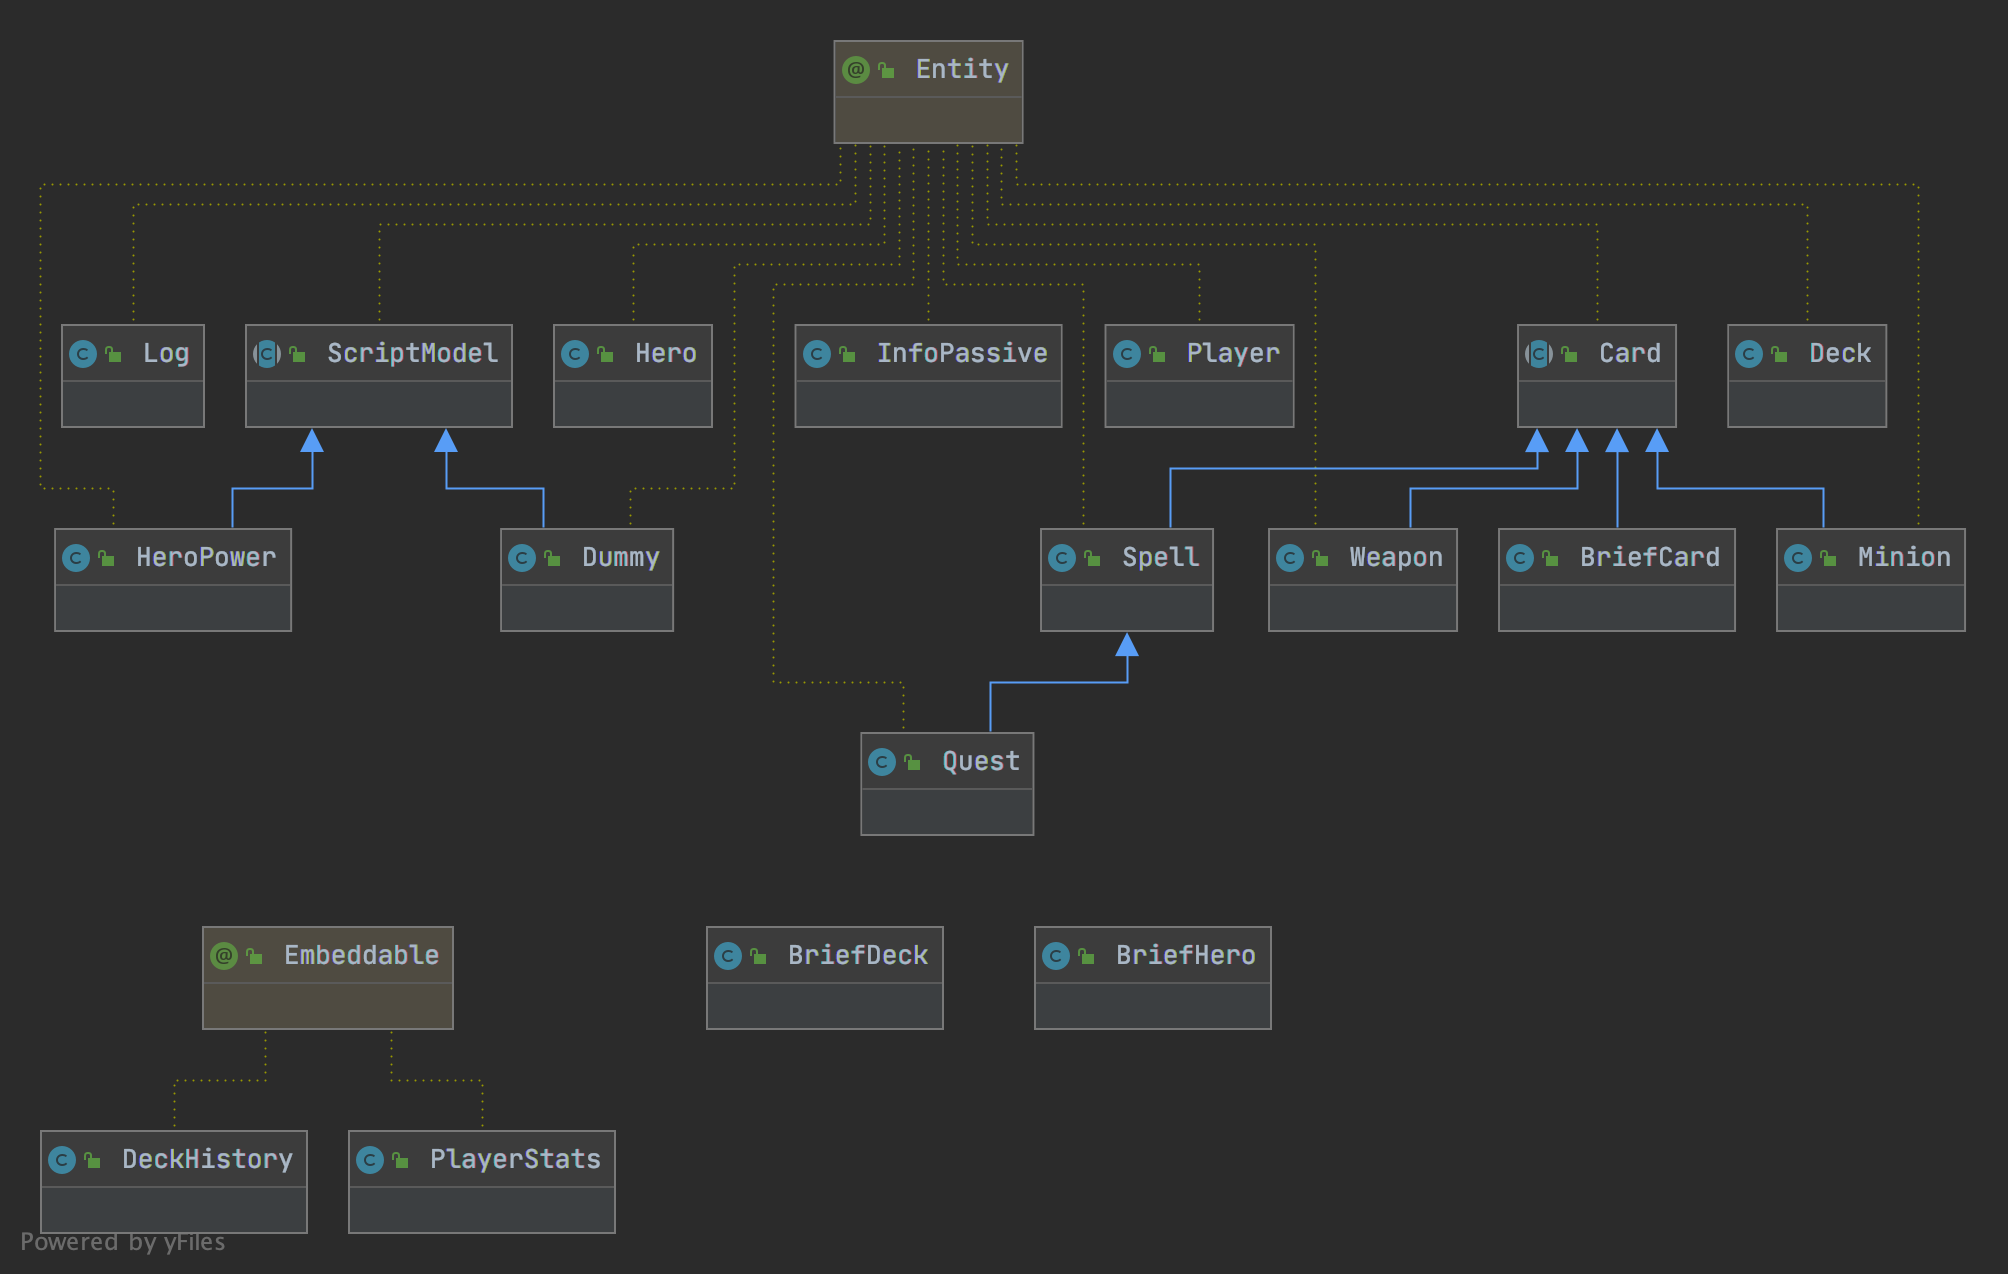 Entity
Log
ScriptModel
Hero
InfoPassive
Player
Card
Deck
HeroPower
Dummy
Spell
Weapon
BriefCard
Minion
Quest
Embeddable
BriefDeck
BriefHero
DeckHistory
PlayerStats
Powered by yFiles